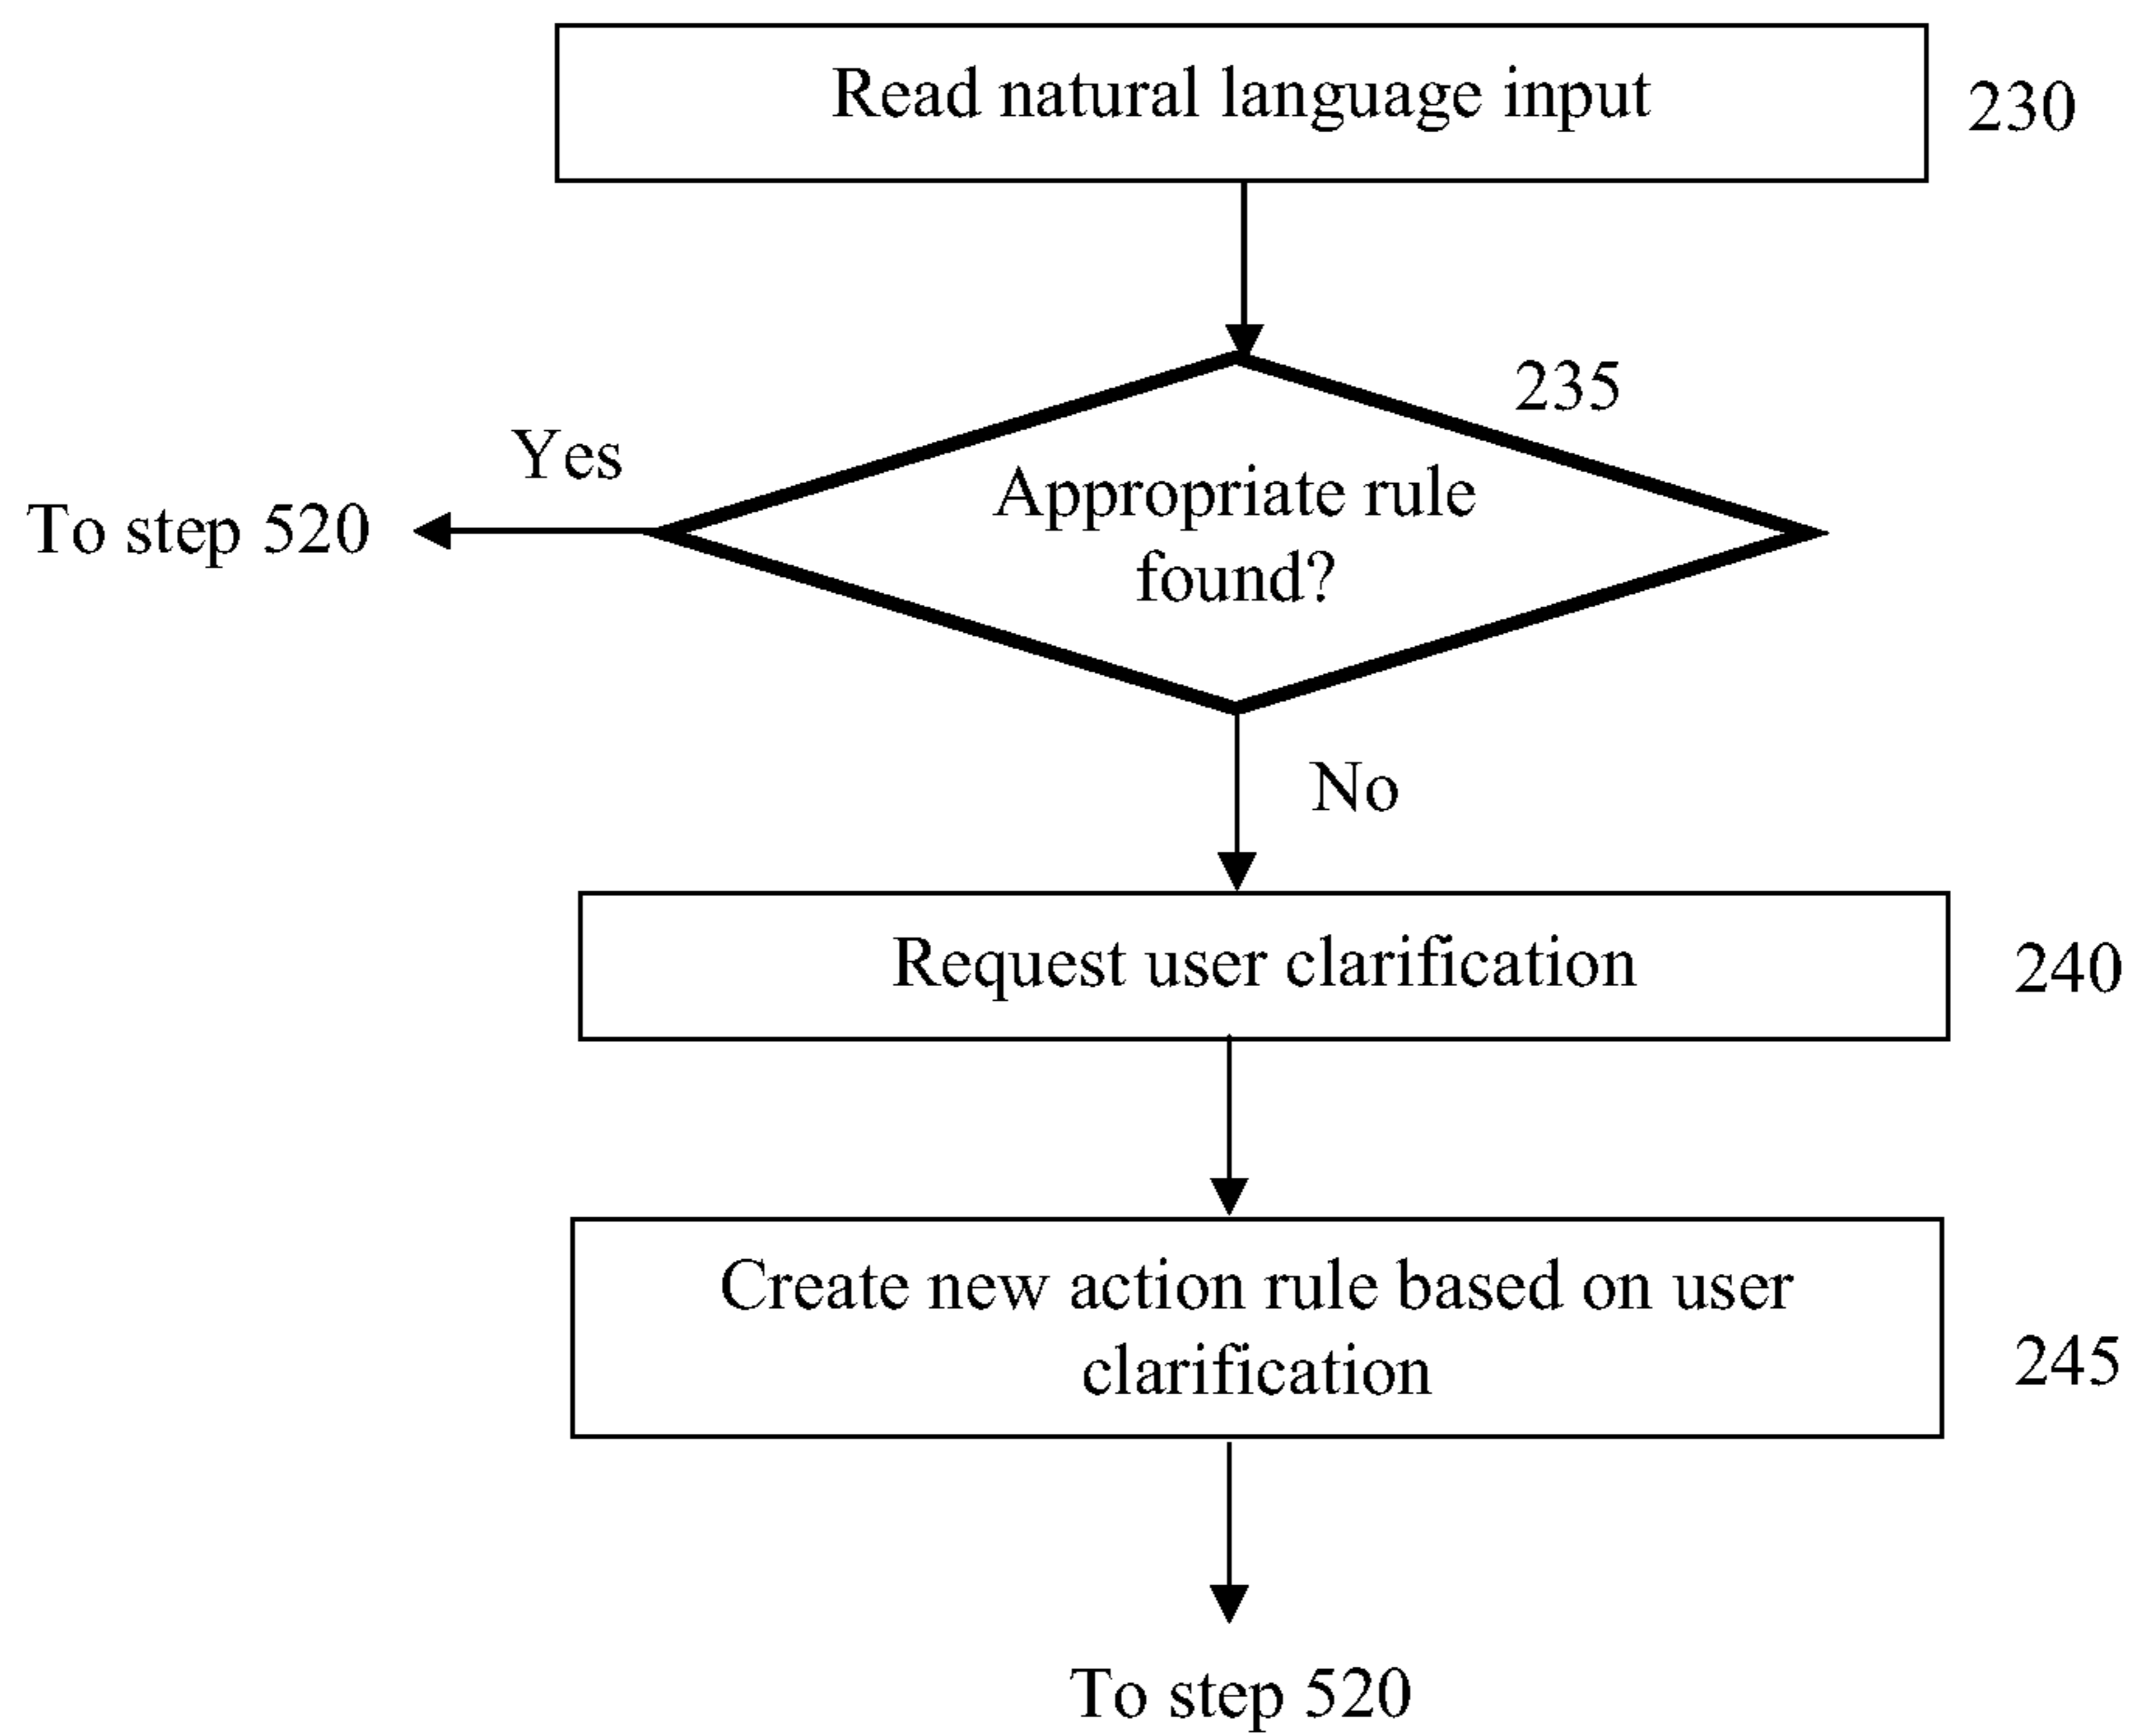 Read natural language input
230
235
Yes
Appropriate rule
To step 520
found?
No
Request user clarification
240
Create new action rule based on user
clarification
245
To step 520